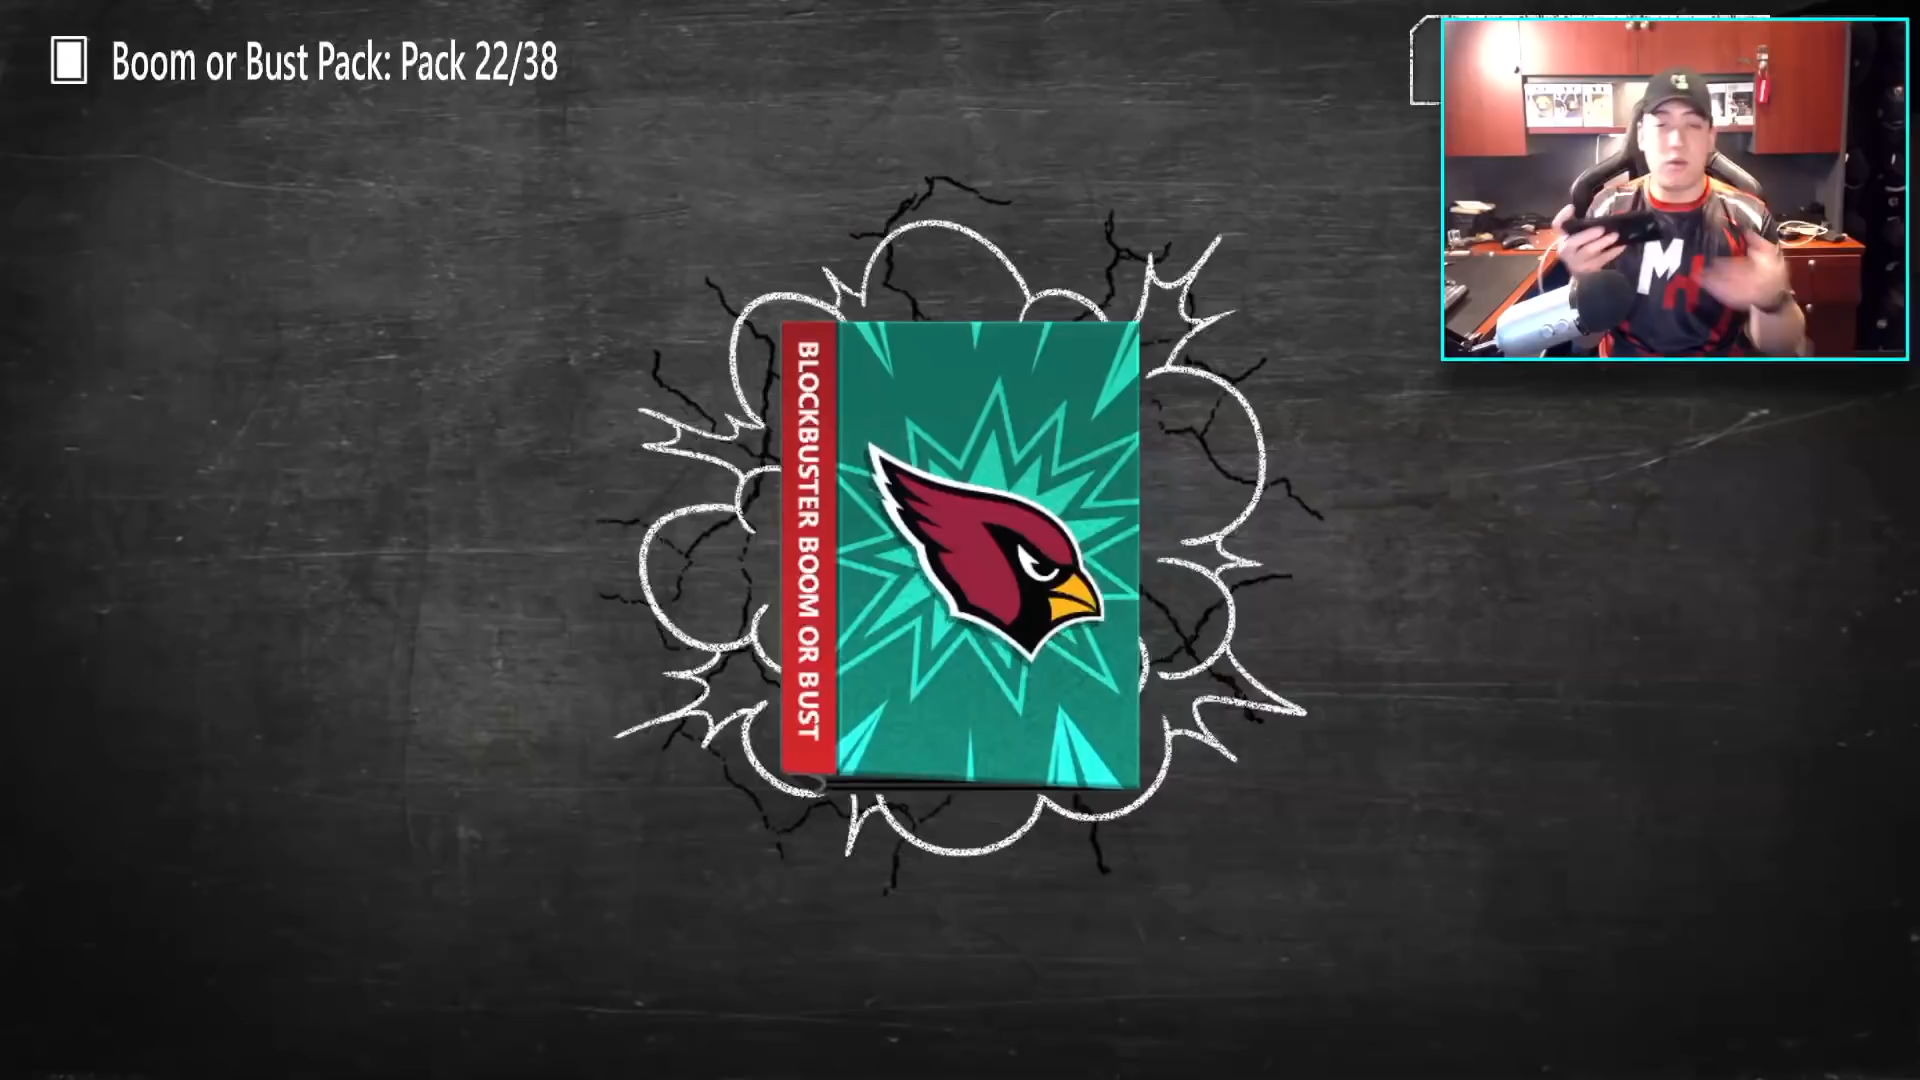 Boom or Bust Pack: Pack 22/38
BLOCKBUSTER BOOM OR BUST